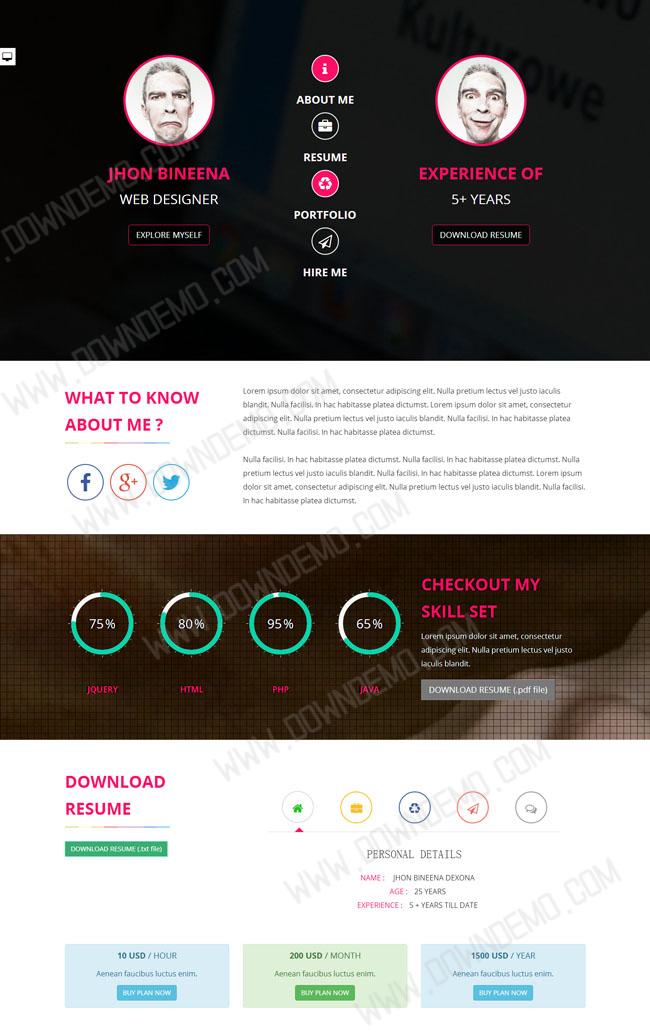 Kulturowe
JHON BINEENA
WEB DESIGNER
EXPLORE MYSELF
ABOUT ME
RESUME
PORTFOLIO
HIRE ME
EXPERIENCE OF
5+ YEARS
DOWNLOAD RESUME
WHAT TO KNOW
ABOUT ME ?
Lorem ipsum dolor sit amet, consectetur adipiscing elit. Nulla pretium lectus vel justo iaculis
blandit. Nulla facilisi. In hac habitasse platea dictumst. Lorem ipsum dolor sit amet, consectetur
adipiscing elit. Nulla pretium lectus vel justo iaculis blandit. Nulla facilisi. In hac habitasse platea
dictumst. Nulla facilisi. In hac habitasse platea dictumst.
Nulla facilisi. In hac habitasse platea dictumst. Lorem ipsum dolor sit amet, consectetur adipiscing elit. Nulla
pretium lectus vel justo iaculis blandit. Nulla facilisi. In hac habitasse platea dictumst. Lorem ipsum
dolor sit amet, consectetur adipiscing elit. Nulla pretium lectus vel justo iaculis blandit. Nulla facilisi.
In hac habitasse platea dictumst.
f
g+
75%
80%
95%
65%
JQUERY
HTML
PHP
JAVA
CHECKOUT MY
SKILL SET
Lorem ipsum dolor sit amet, consectetur
adipiscing elit. Nulla pretium lectus vel justo
iaculis blandit.
DOWNLOAD RESUME (.pdf file)
DOWNLOAD
RESUME
DOWNLOAD RESUME (.txt file)
PERSONAL DETAILS
NAME : JHON BINEENA DEXONA
AGE : 25 YEARS
EXPERIENCE : 5 + YEARS TILL DATE
10 USD / HOUR
Aenean faucibus luctus enim.
BUY PLAN NOW
200 USD / MONTH
Aenean faucibus luctus enim.
BUY PLAN NOW
1500 USD / YEAR
Aenean faucibus luctus enim.
BUY PLAN NOW
WWW.DOWNDEMO.COM